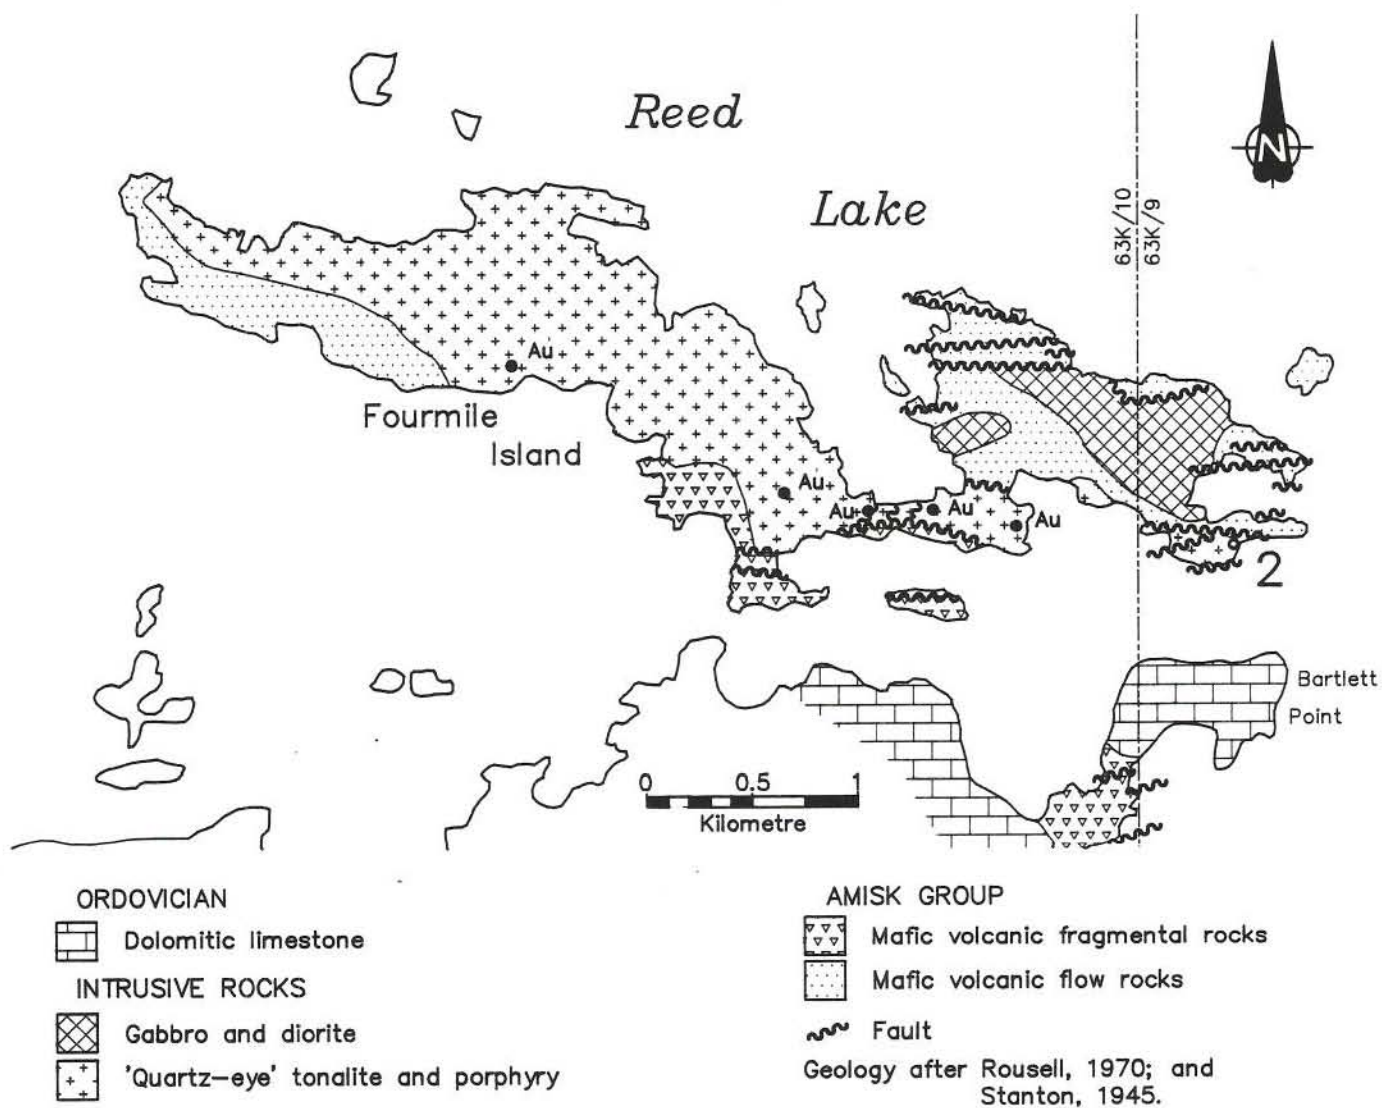 Reed
Lake
N
63K/10
63K/9
Au
Fourmile
Island
Au
Au
Au
Au
2
Bartlett
Point
0 0.5 1
Kilometre
ORDOVICIAN
Dolomitic limestone
INTRUSIVE ROCKS
Gabbro and diorite
'Quartz-eye' tonalite and porphyry
AMISK GROUP
Mafic volcanic fragmental rocks
Mafic volcanic flow rocks
Fault
Geology after Rousell, 1970; and
Stanton, 1945.